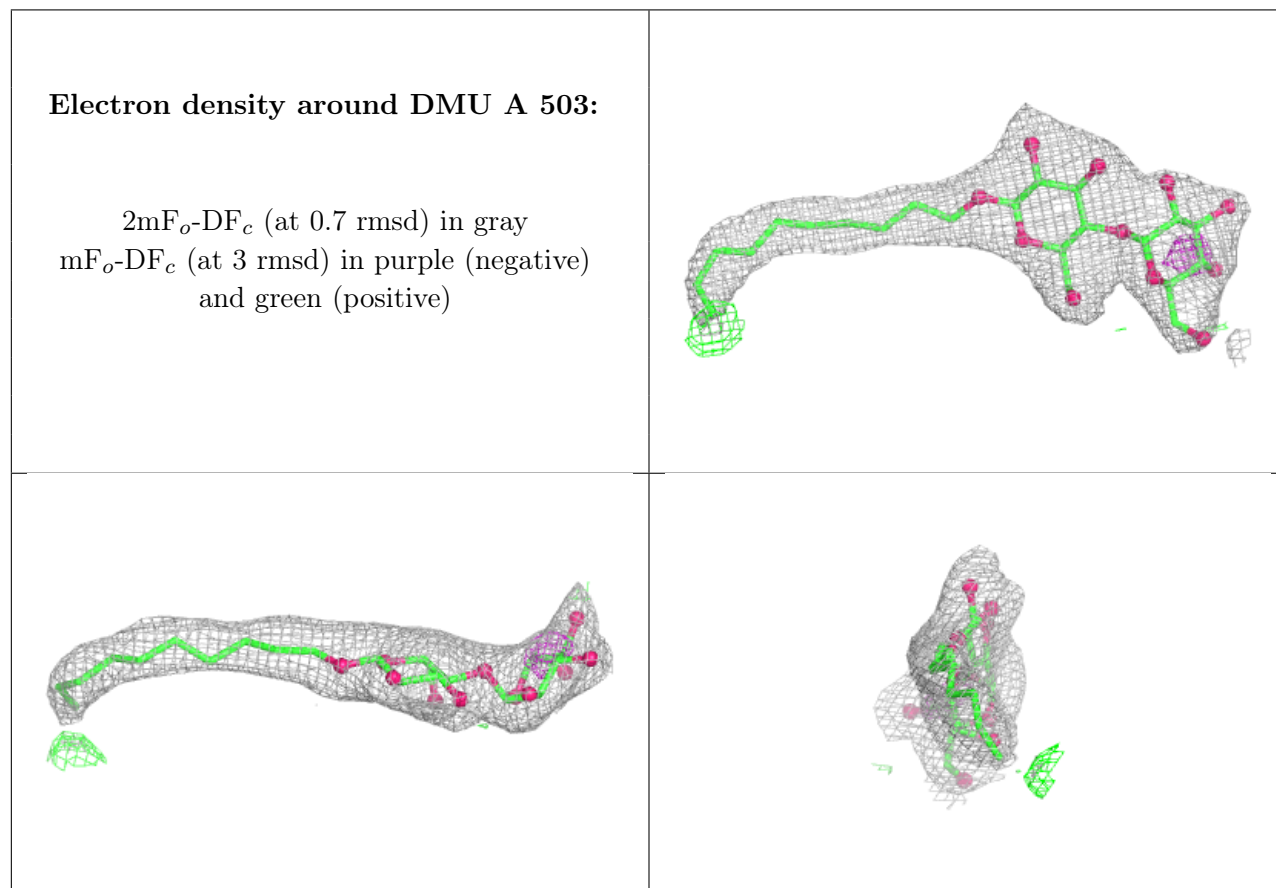 Electron density around DMU A 503:
2mFo-DFc (at 0.7 rmsd) in gray
mFo-DFc (at 3 rmsd) in purple (negative)
and green (positive)